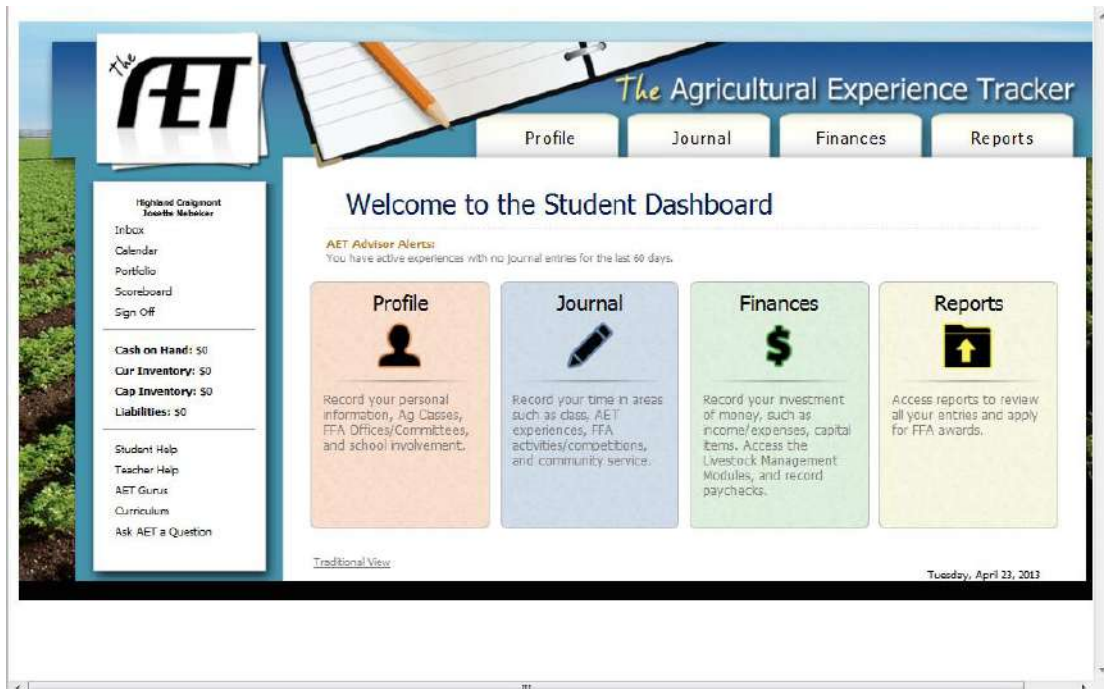 The AET
The Agricultural Experience Tracker
Profile Journal Finances Reports
Highland Craigmont
Josette Nebeker
Inbox
Calendar
Portfolio
Scoreboard
Sign Off
Cash on Hand: $0
Cur Inventory: $0
Cap Inventory: $0
Liabilities: $0
Student Help
Teacher Help
AET Gurus
Curriculum
Ask AET a Question
Welcome to the Student Dashboard
AET Advisor Alerts:
You have active experiences with no journal entries for the last 60 days.
Profile
Record your personal
information, Ag Classes,
FFA Offices/Committees,
and school involvement.
Journal
Record your time in areas
such as class, AET
experiences, FFA
activities/competitions,
and community service.
Finances
Record your investment
of money, such as
income/expenses, capital
items. Access the
Livestock Management
Modules, and record
paychecks.
Reports
Access reports to review
all your entries and apply
for FFA awards.
Traditional View
Tuesday, April 23, 2013